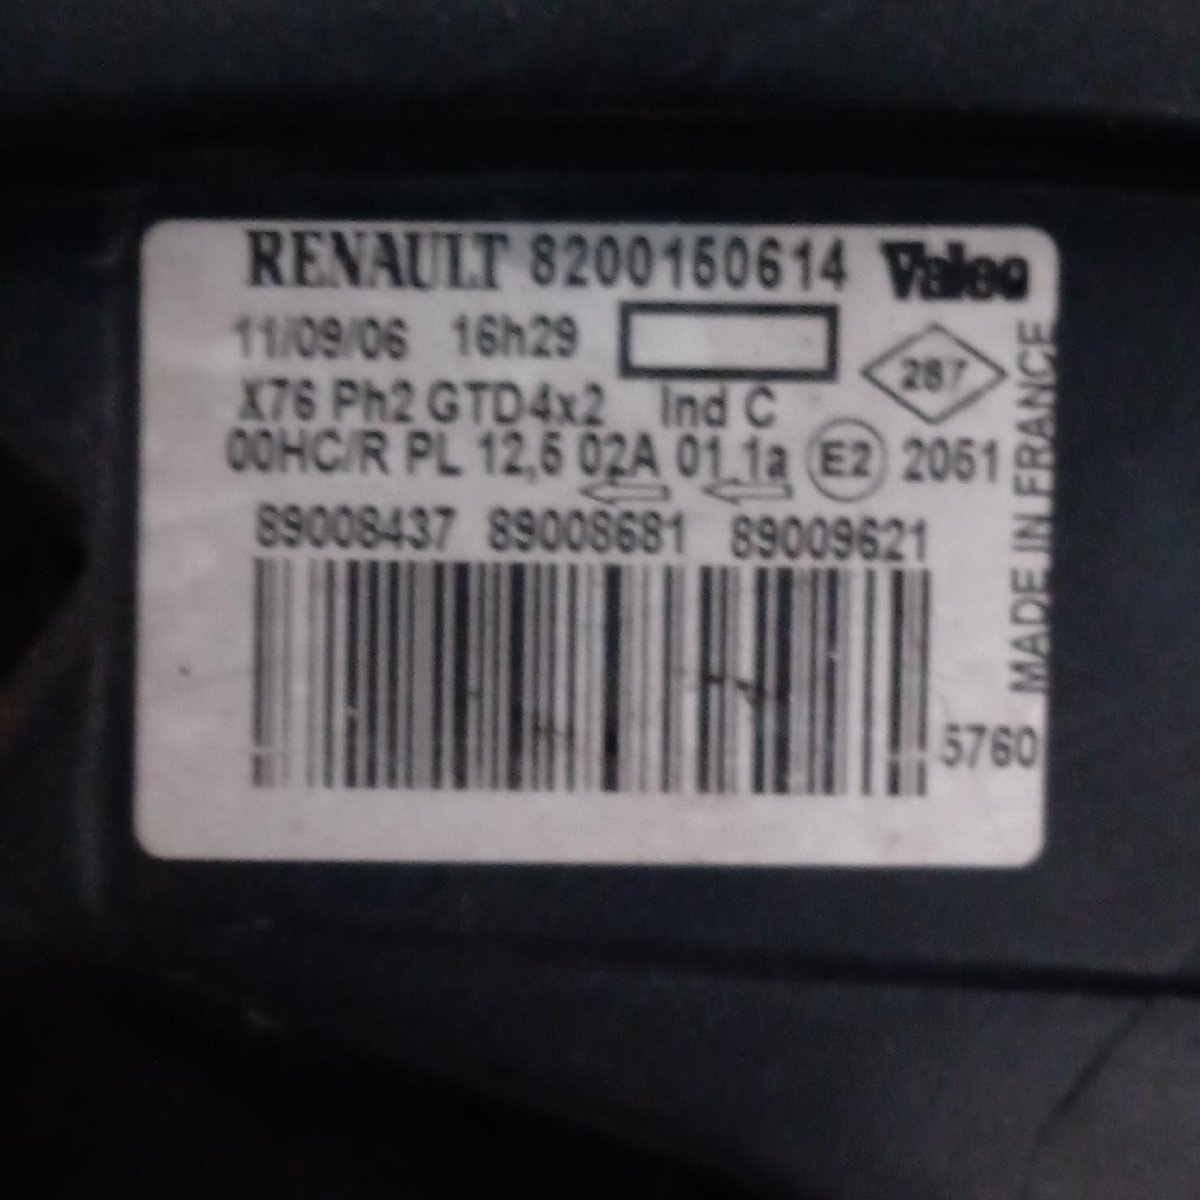 RENAULT 8200150614 Valeo
11/09/06 16h29
287
X76 Ph2 GTD4x2 Ind C
00HC/R PL 12,5 02A 01 1a E2 2051
89008437 89008681 89009621
5760
MADE IN FRANCE